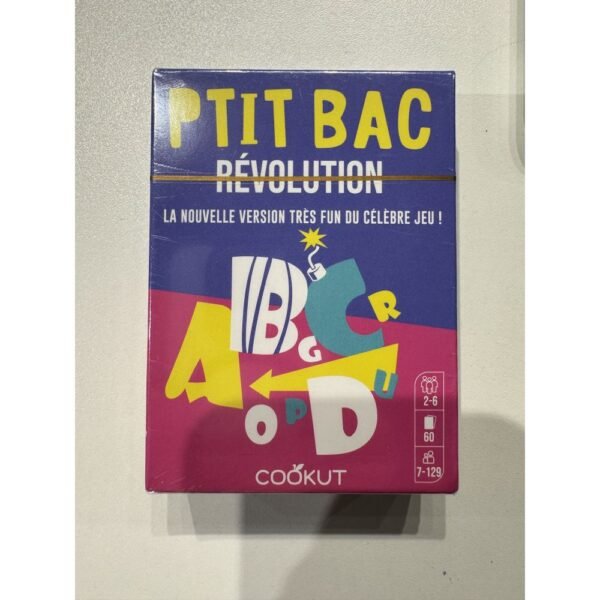 PTIT BAC
RÉVOLUTION
LA NOUVELLE VERSION TRÈS FUN DU CÉLÈBRE JEU !
B C R
G
A U
O P D
2-6
60
7-129
COOKUT